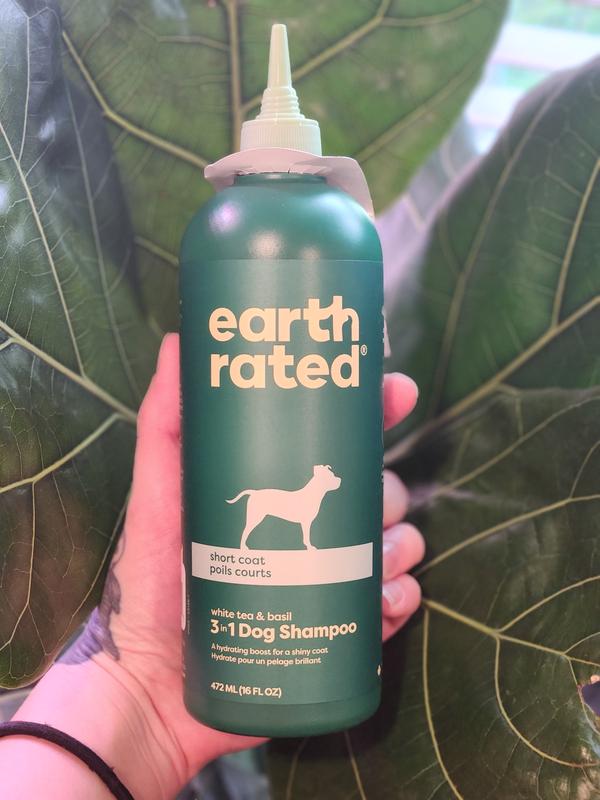 earth
rated®
short coat
poils courts
white tea & basil
3 in 1 Dog Shampoo
A hydrating boost for a shiny coat
Hydrate pour un pelage brillant
472 ML (16 FL OZ)